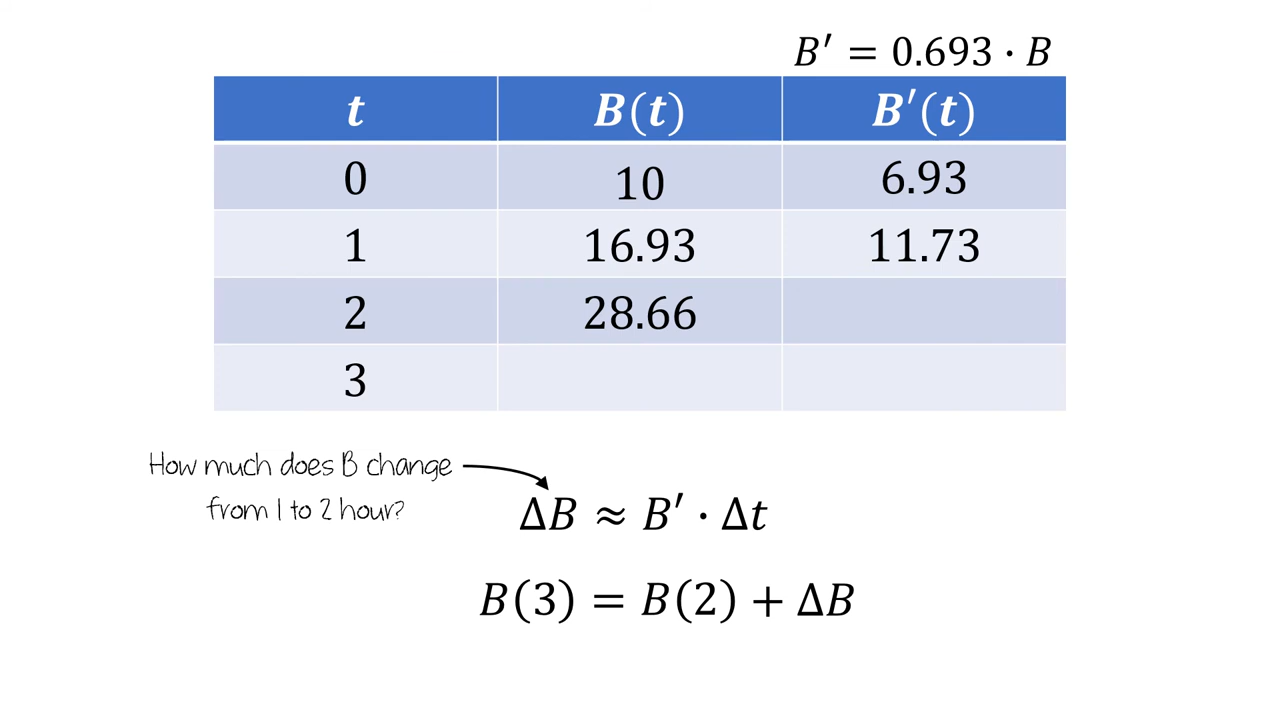 B′ = 0.693 · B
t B(t) B′(t)
0 10 6.93
1 16.93 11.73
2 28.66
3
How much does B change
from 1 to 2 hour?
ΔB ≈ B′ · Δt
B(3) = B(2) + ΔB